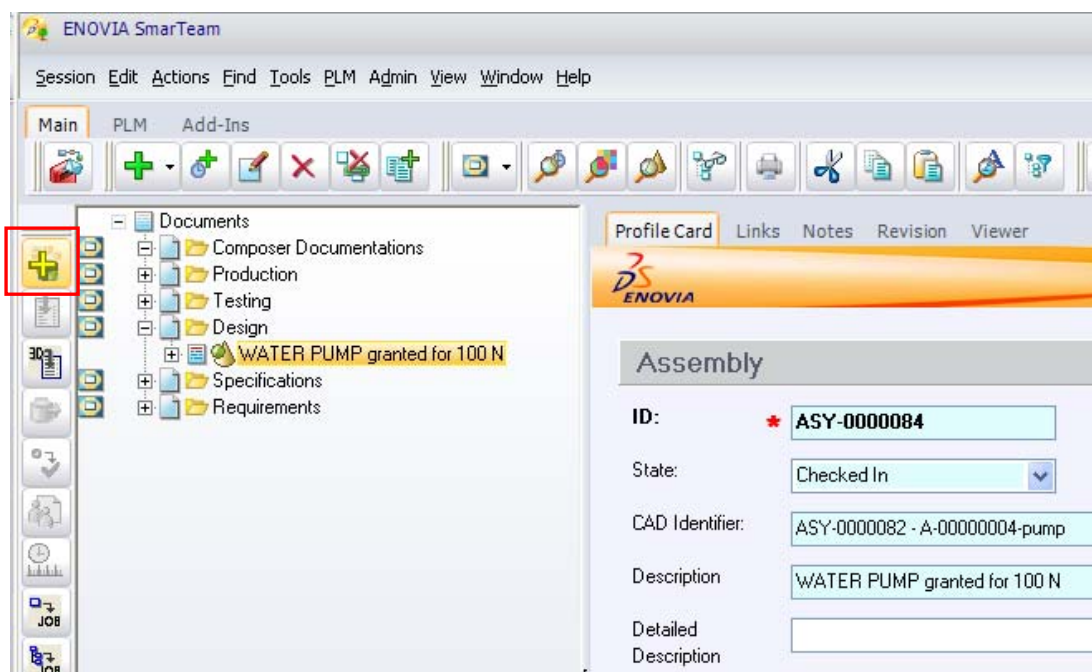 ENOVIA SmarTeam
Session Edit Actions Find Tools PLM Admin View Window Help
Main PLM Add-Ins
Documents
Composer Documentations
Production
Testing
Design
WATER PUMP granted for 100 N
Specifications
Requirements
3D
JOB
JOB
Profile Card Links Notes Revision Viewer
ENOVIA
Assembly
ID: * ASY-0000084
State: Checked In
CAD Identifier: ASY-0000082 - A-00000004-pump
Description WATER PUMP granted for 100 N
Detailed
Description